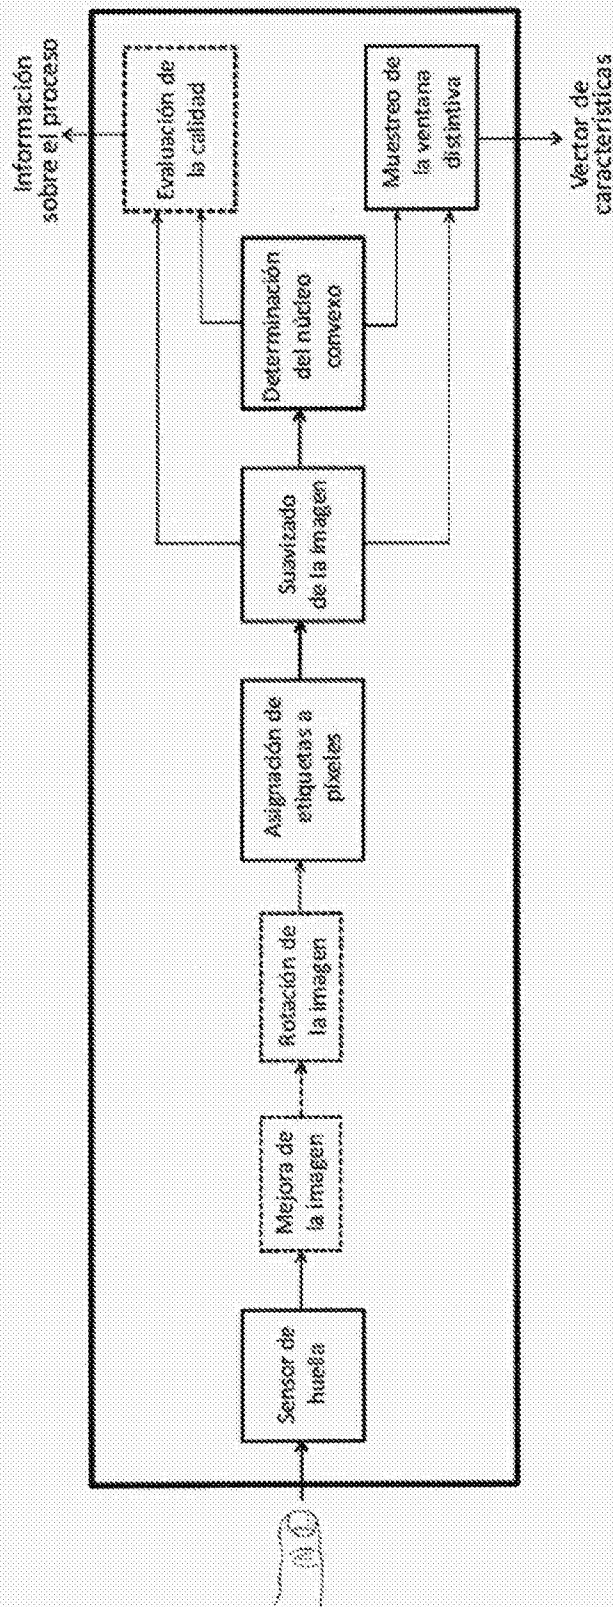 Sensor de
huella
Mejora de
la imagen
Rotación de
la imagen
Asignación de
etiquetas a
píxeles
Suavizado
de la imagen
Determinación
del núcleo
convexo
Evaluación de
la calidad
Muestreo de
la ventana
distintiva
Información
sobre el proceso
Vector de
características